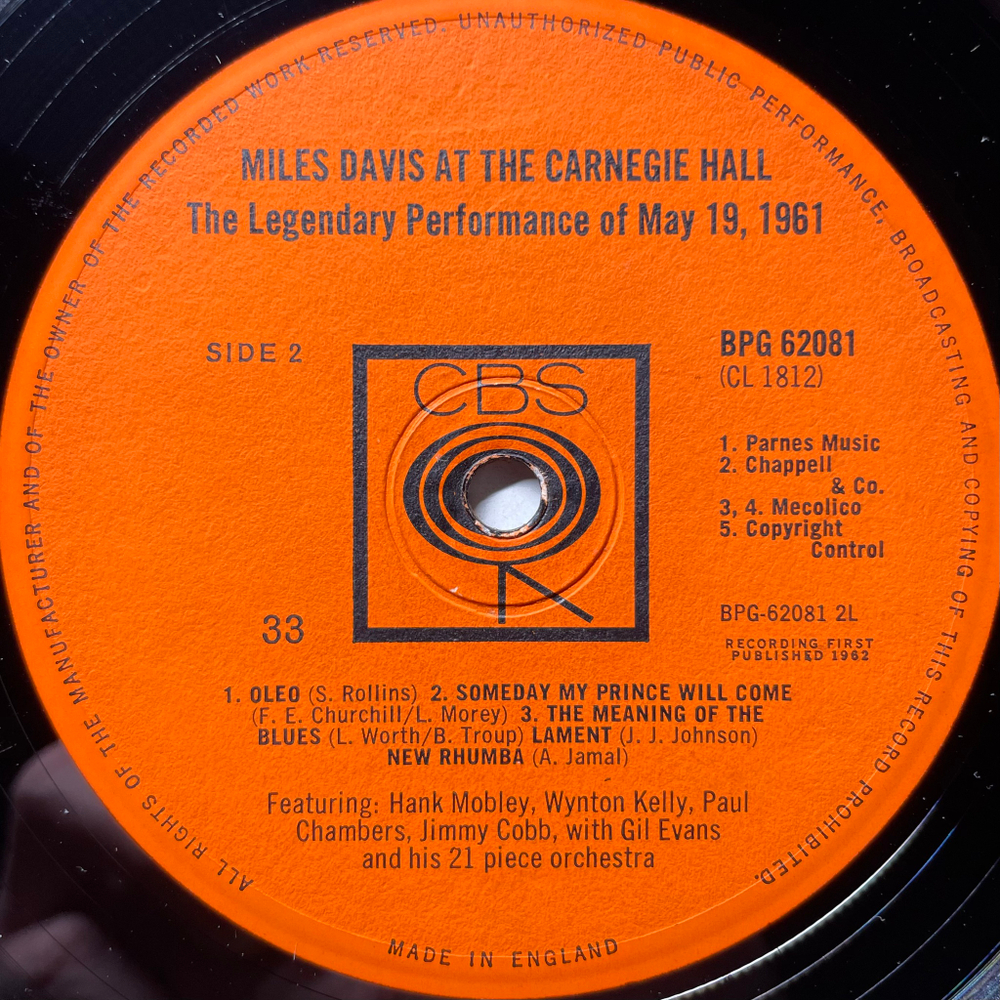 ALL RIGHTS OF THE MANUFACTURER AND OF THE OWNER OF THE RECORDED WORK RESERVED. UNAUTHORIZED PUBLIC PERFORMANCE, BROADCASTING AND COPYING OF THIS RECORD PROHIBITED.
MILES DAVIS AT THE CARNEGIE HALL
The Legendary Performance of May 19, 1961
SIDE 2
CBS
BPG 62081
(CL 1812)
1. Parnes Music
2. Chappell
& Co.
3, 4. Mecolico
5. Copyright
Control
33
BPG-62081 2L
RECORDING FIRST
PUBLISHED 1962
1. OLEO (S. Rollins) 2. SOMEDAY MY PRINCE WILL COME
(F. E. Churchill/L. Morey) 3. THE MEANING OF THE
BLUES (L. Worth/B. Troup) LAMENT (J. J. Johnson)
NEW RHUMBA (A. Jamal)
Featuring: Hank Mobley, Wynton Kelly, Paul
Chambers, Jimmy Cobb, with Gil Evans
and his 21 piece orchestra
MADE IN ENGLAND